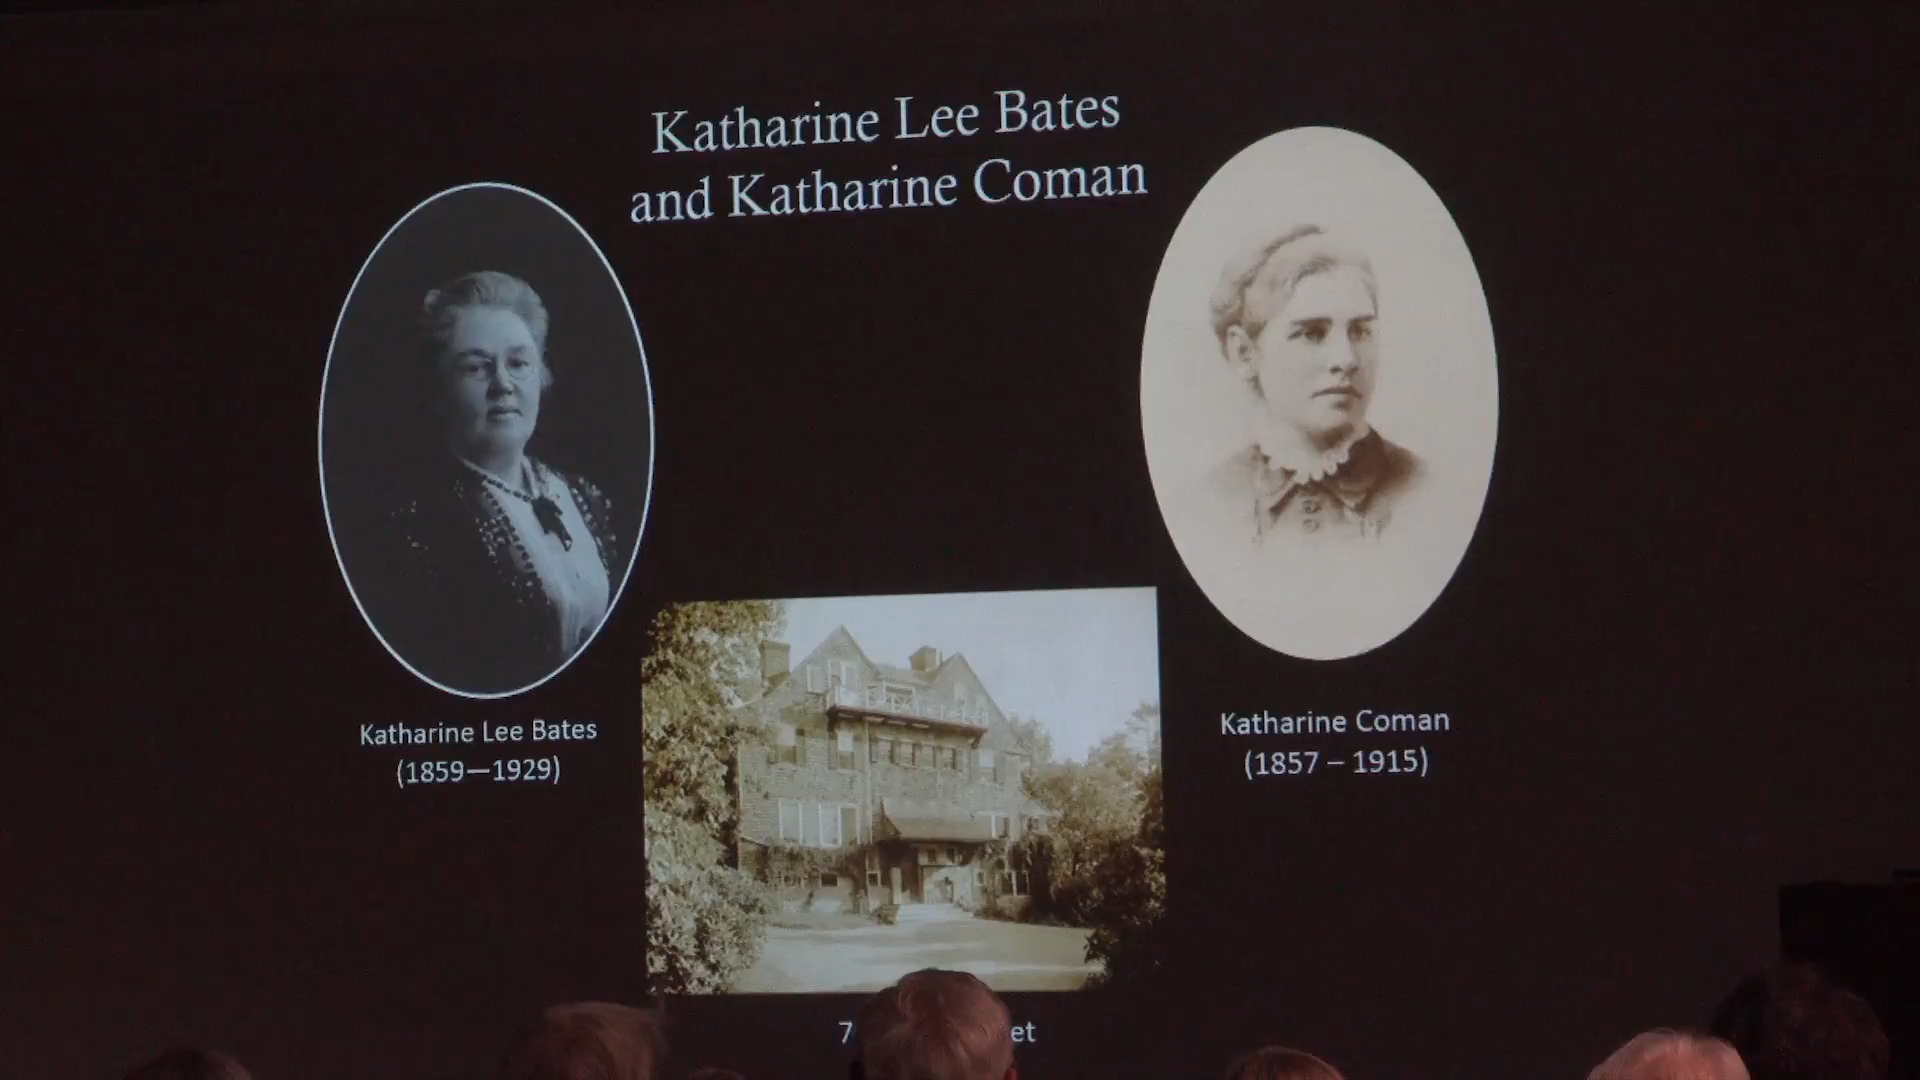 Katharine Lee Bates
and Katharine Coman
Katharine Lee Bates
(1859—1929)
Katharine Coman
(1857 – 1915)